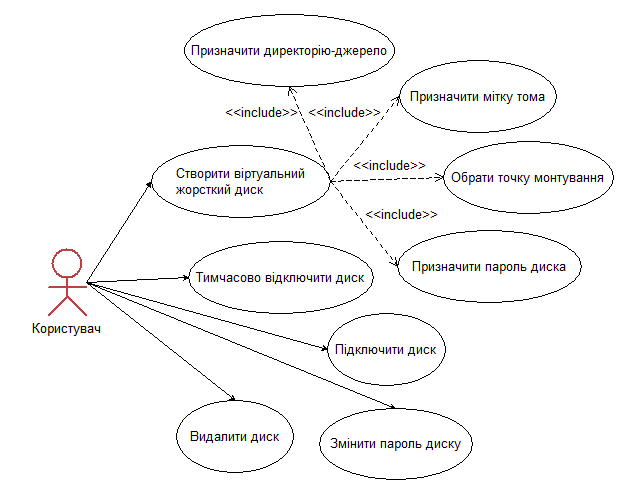 Призначити директорію-джерело
Призначити мітку тома
<<include>>
<<include>>
Створити віртуальний
жорсткий диск
<<include>>
Обрати точку монтування
<<include>>
Призначити пароль диска
Тимчасово відключити диск
Користувач
Підключити диск
Видалити диск
Змінити пароль диску